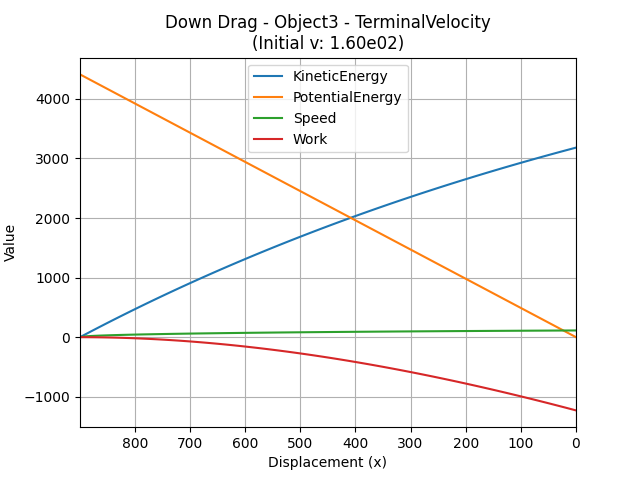 Down Drag - Object3 - TerminalVelocity
(Initial v: 1.60e02)
KineticEnergy
PotentialEnergy
Speed
Work
Value
4000
3000
2000
1000
0
−1000
800 700 600 500 400 300 200 100 0
Displacement (x)